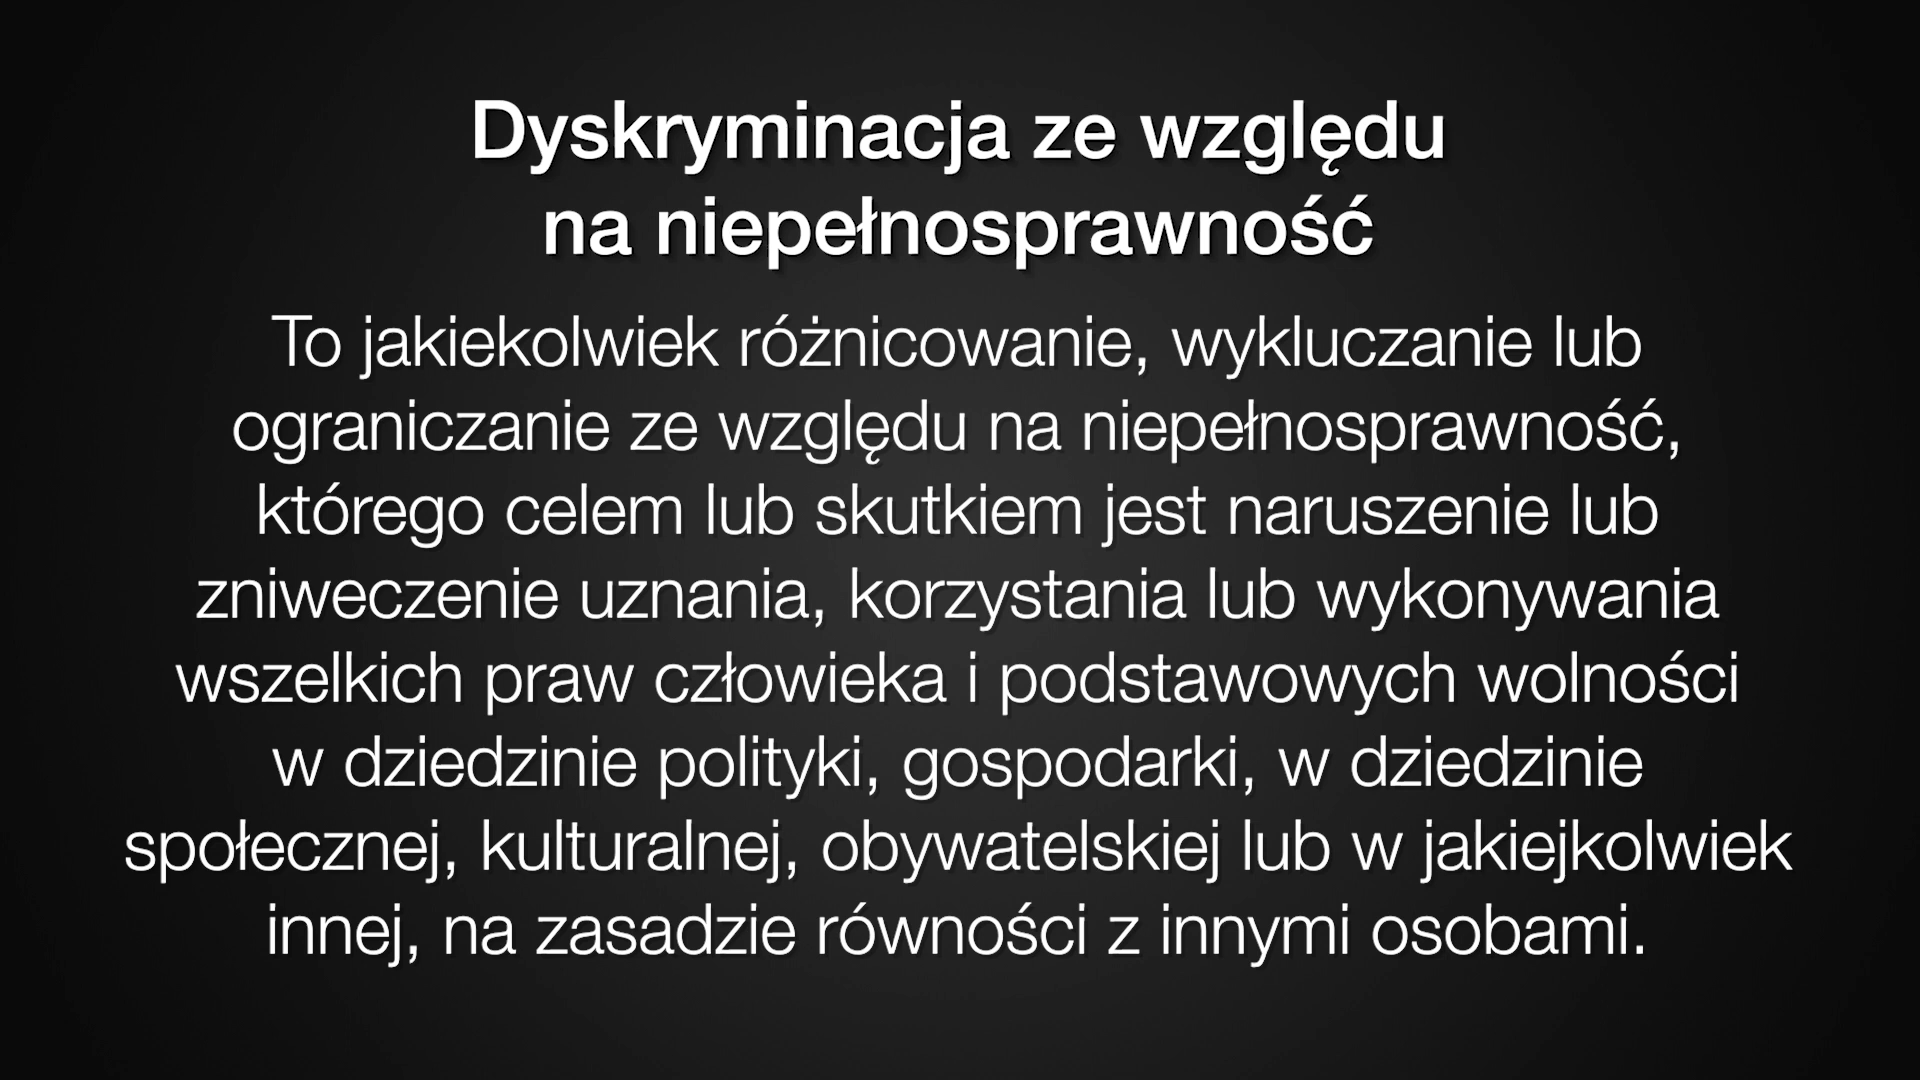 Dyskryminacja ze względu
na niepełnosprawność
To jakiekolwiek różnicowanie, wykluczanie lub
ograniczanie ze względu na niepełnosprawność,
którego celem lub skutkiem jest naruszenie lub
zniweczenie uznania, korzystania lub wykonywania
wszelkich praw człowieka i podstawowych wolności
w dziedzinie polityki, gospodarki, w dziedzinie
społecznej, kulturalnej, obywatelskiej lub w jakiejkolwiek
innej, na zasadzie równości z innymi osobami.